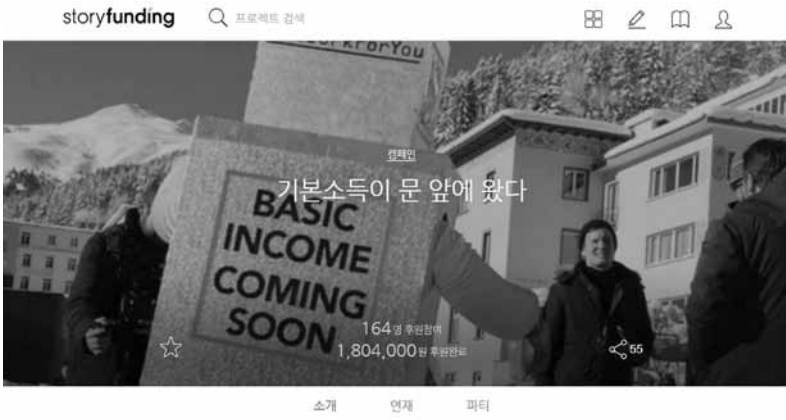 storyfunding
프로젝트 검색
workForYou
캠페인
기본소득이 문 앞에 왔다
BASIC
INCOME
COMING
SOON
164명 후원참여
1,804,000원 후원완료
55
소개 연재 파티